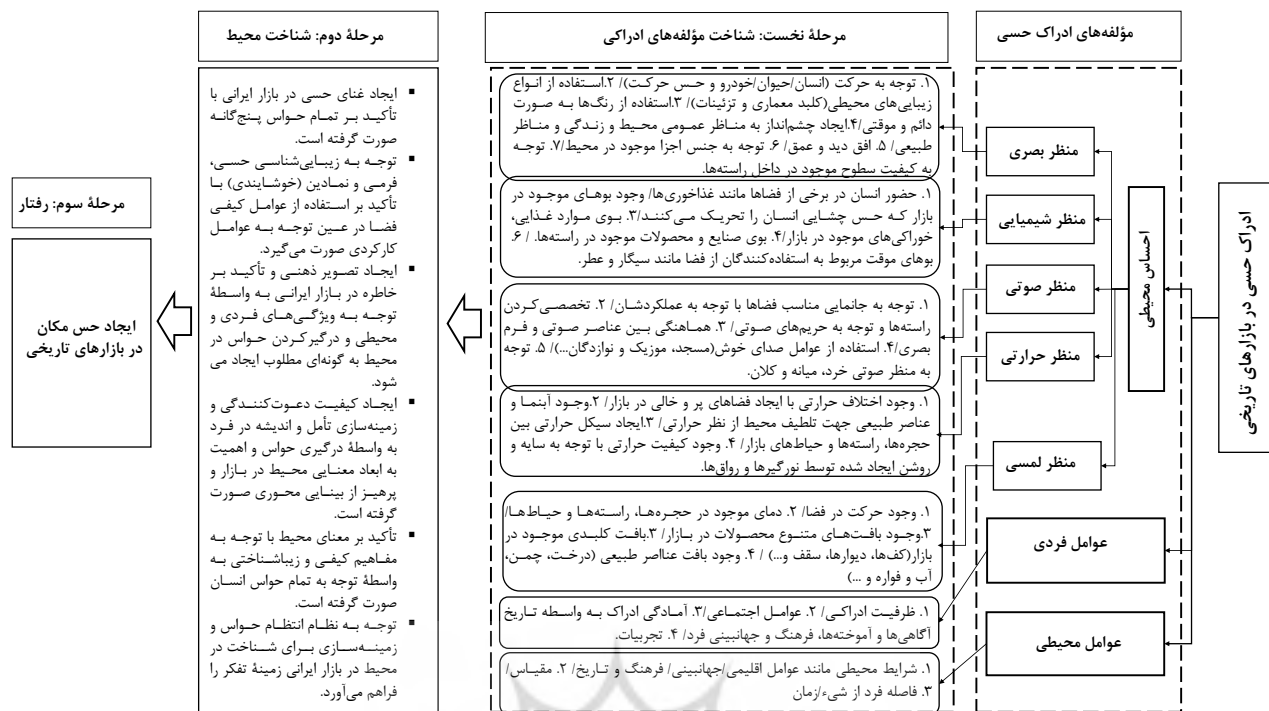 ادراک حسی در بازارهای تاریخی
مؤلفه‌های ادراک حسی
احساس محیطی
منظر بصری
منظر شیمیایی
منظر صوتی
منظر حرارتی
منظر لمسی
عوامل فردی
عوامل محیطی
مرحلهٔ نخست: شناخت مؤلفه‌های ادراکی
۱. توجه به حرکت (انسان/حیوان/خودرو و حس حرکت)/ ۲.استفاده از انواع
زیبایی‌های محیطی(کلبد معماری و تزئینات)/ ۳.استفاده از رنگ‌ها به صورت
دائم و موقتی/۴.ایجاد چشم‌انداز به مناظر عمومی محیط و زندگی و مناظر
طبیعی/ ۵. افق دید و عمق/ ۶. توجه به جنس اجزا موجود در محیط/۷. توجه
به کیفیت سطوح موجود در داخل راسته‌ها.
۱. حضور انسان در برخی از فضاها مانند غذاخوری‌ها/ وجود بوهای موجود در
بازار که حس چشایی انسان را تحریک می‌کنند/۳. بوی موارد غذایی،
خوراکی‌های موجود در بازار/۴. بوی صنایع و محصولات موجود در راسته‌ها. / ۶.
بوهای موقت مربوط به استفاده‌کنندگان از فضا مانند سیگار و عطر.
۱. توجه به جانمایی مناسب فضاها با توجه به عملکردشان/ ۲. تخصصی‌کردن
راسته‌ها و توجه به حریم‌های صوتی/ ۳. هماهنگی بین عناصر صوتی و فرم
بصری/۴. استفاده از عوامل صدای خوش(مسجد، موزیک و نوازدگان...)/ ۵. توجه
به منظر صوتی خرد، میانه و کلان.
۱. وجود اختلاف حرارتی با ایجاد فضاهای پر و خالی در بازار/ ۲.وجود آبنما و
عناصر طبیعی جهت تلطیف محیط از نظر حرارتی/ ۳.ایجاد سیکل حرارتی بین
حجره‌ها، راسته‌ها و حیاط‌های بازار/ ۴. وجود کیفیت حرارتی با توجه به سایه و
روشن ایجاد شده توسط نورگیرها و رواق‌ها.
۱. وجود حرکت در فضا/ ۲. دمای موجود در حجره‌ها، راسته‌ها و حیاط‌ها/
۳.وجود بافت‌های متنوع محصولات در بازار/ ۳.بافت کلبدی موجود در
بازار(کف‌ها، دیوارها، سقف و...) / ۴. وجود بافت عنااصر طبیعی (درخت، چمن،
آب و فواره و ...)
۱. ظرفیت ادراکی/ ۲. عوامل اجتماعی/۳. آمادگی ادراک به واسطه تاریخ
آگاهی‌ها و آموخته‌ها، فرهنگ و جهانبینی فرد/ ۴. تجربیات.
۱. شرایط محیطی مانند عوامل اقلیمی/جهانبینی/ فرهنگ و تاریخ/ ۲. مقیاس/
۳. فاصله فرد از شیء/زمان
مرحلهٔ دوم: شناخت محیط
▪ ایجاد غنای حسی در بازار ایرانی با
تأکید بر تمام حواس پنج‌گانه
صورت گرفته است.
▪ توجه به زیبایی‌شناسی حسی،
فرمی و نمادین (خوشایندی) با
تأکید بر استفاده از عوامل کیفی
فضا در عین توجه به عوامل
کارکردی صورت می‌گیرد.
▪ ایجاد تصویر ذهنی و تأکید بر
خاطره در بازار ایرانی به واسطهٔ
توجه به ویژگی‌های فردی و
محیطی و درگیرکردن حواس در
محیط به گونه‌ای مطلوب ایجاد می
شود.
▪ ایجاد کیفیت دعوت‌کنندگی و
زمینه‌سازی تأمل و اندیشه در فرد
به واسطهٔ درگیری حواس و اهمیت
به ابعاد معنایی محیط در بازار و
پرهیز از بینایی محوری صورت
گرفته است.
▪ تأکید بر معنای محیط با توجه به
مفاهیم کیفی و زیباشناختی به
واسطهٔ توجه به تمام حواس انسان
صورت گرفته است.
▪ توجه به نظام انتظام حواس و
زمینه‌سازی برای شناخت در
محیط در بازار ایرانی زمینهٔ تفکر را
فراهم می‌آورد.
مرحلهٔ سوم: رفتار
ایجاد حس مکان
در بازارهای تاریخی